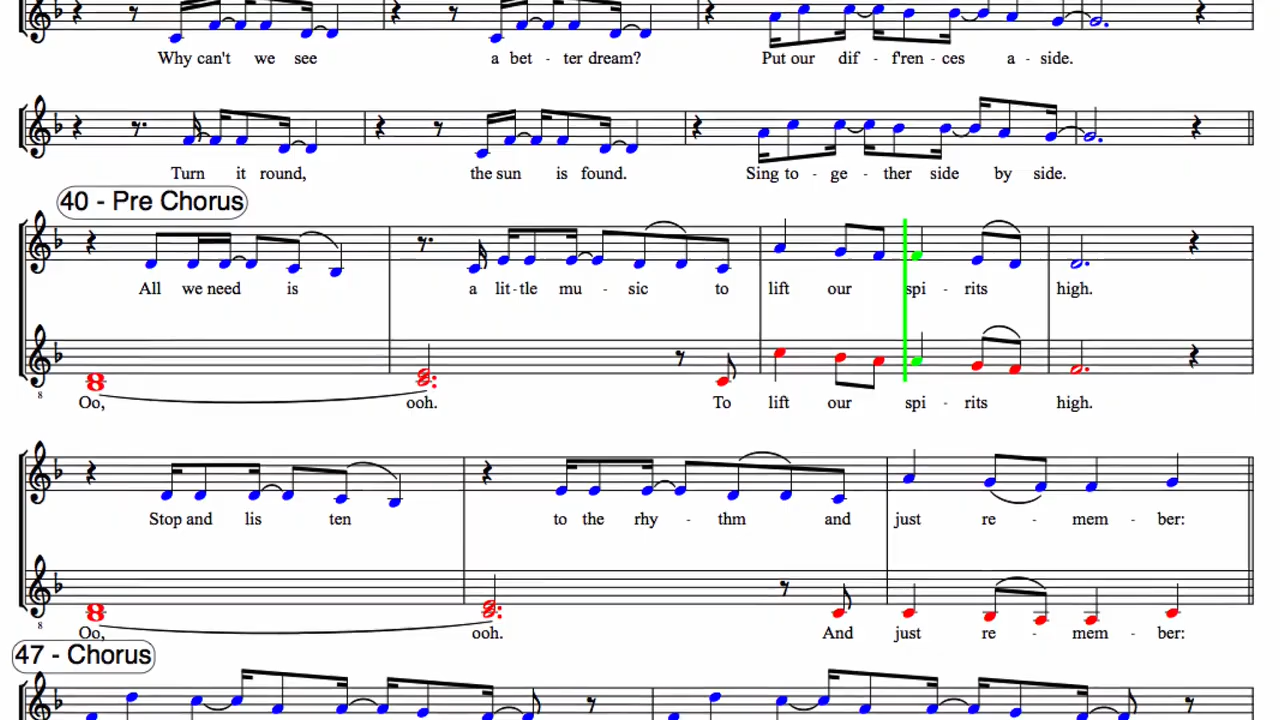 Why can't we see a bet - ter dream? Put our dif - f'ren - ces a - side.
Turn it round, the sun is found. Sing to - ge - ther side by side.
40 - Pre Chorus
All we need is a lit - tle mu - sic to lift our spi - rits high.
8
Oo, ooh. To lift our spi - rits high.
Stop and lis ten to the rhy - thm and just re - mem - ber:
8
Oo, ooh. And just re - mem - ber:
47 - Chorus